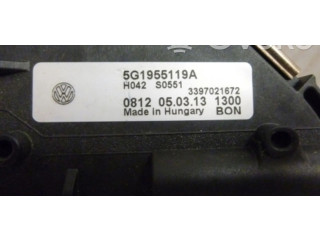 5G1955119A
H042 S0551
3397021672
0812 05.03.13 1300
Made in Hungary BON